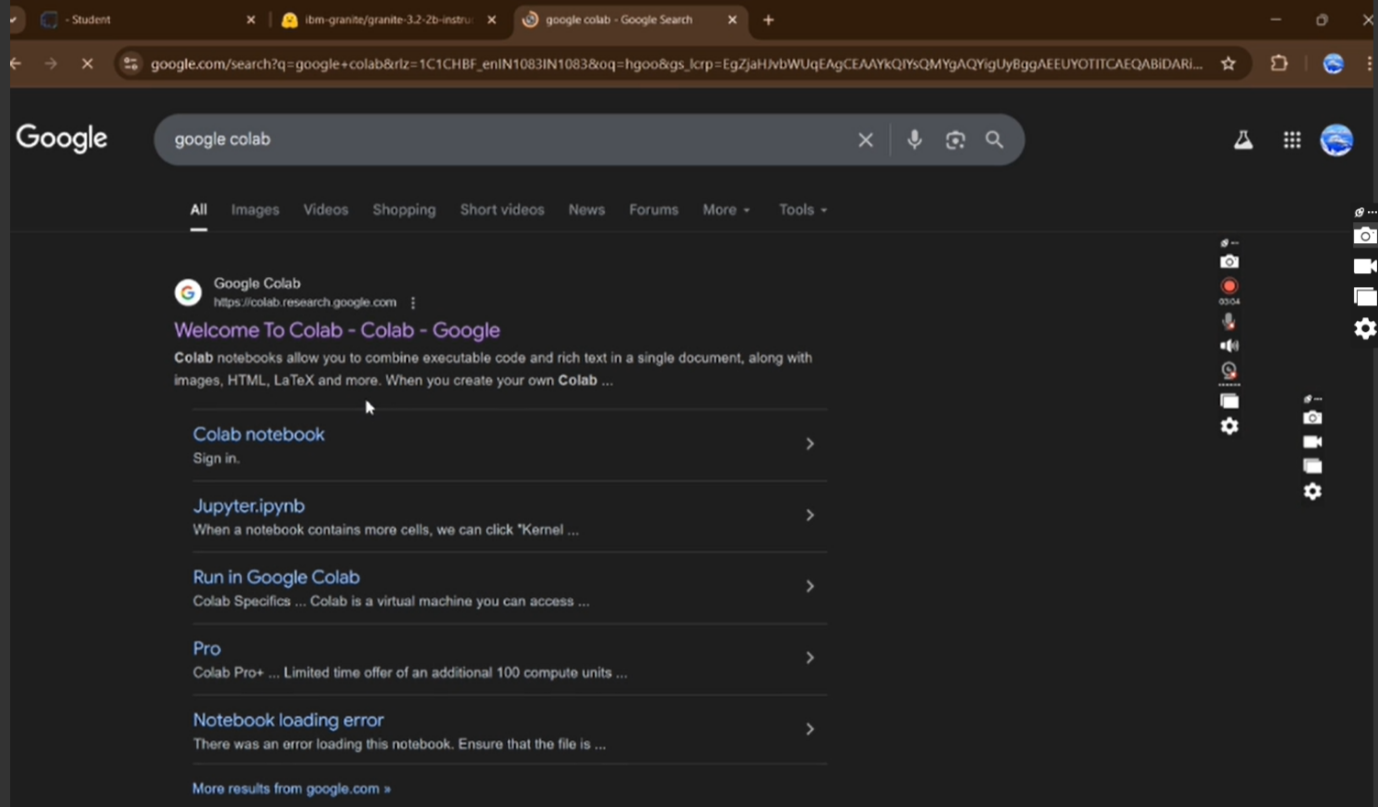 - Student
ibm-granite/granite-3.2-2b-instru
google colab - Google Search
google.com/search?q=google+colab&rlz=1C1CHBF_enIN1083IN1083&oq=hgoo&gs_lcrp=
Google
google colab
All Images Videos Shopping Short videos News Forums More Tools
Google Colab
https://colab.research.google.com
Welcome To Colab - Colab - Google
Colab notebooks allow you to combine executable code and rich text in a single document, along with
images, HTML, LaTeX and more. When you create your own Colab ...
03:04
Colab notebook
Sign in.
Jupyter.ipynb
When a notebook contains more cells, we can click "Kernel ...
Run in Google Colab
Colab Specifics ... Colab is a virtual machine you can access ...
Pro
Colab Pro+ ... Limited time offer of an additional 100 compute units ...
Notebook loading error
There was an error loading this notebook. Ensure that the file is ...
More results from google.com »